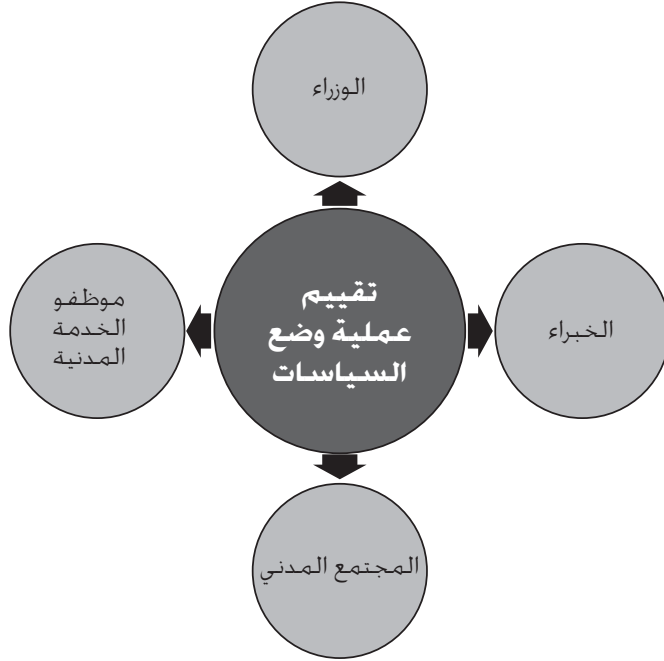 الوزراء
الخبراء
تقييم
عملية وضع
السياسات
موظفو
الخدمة
المدنية
المجتمع المدني